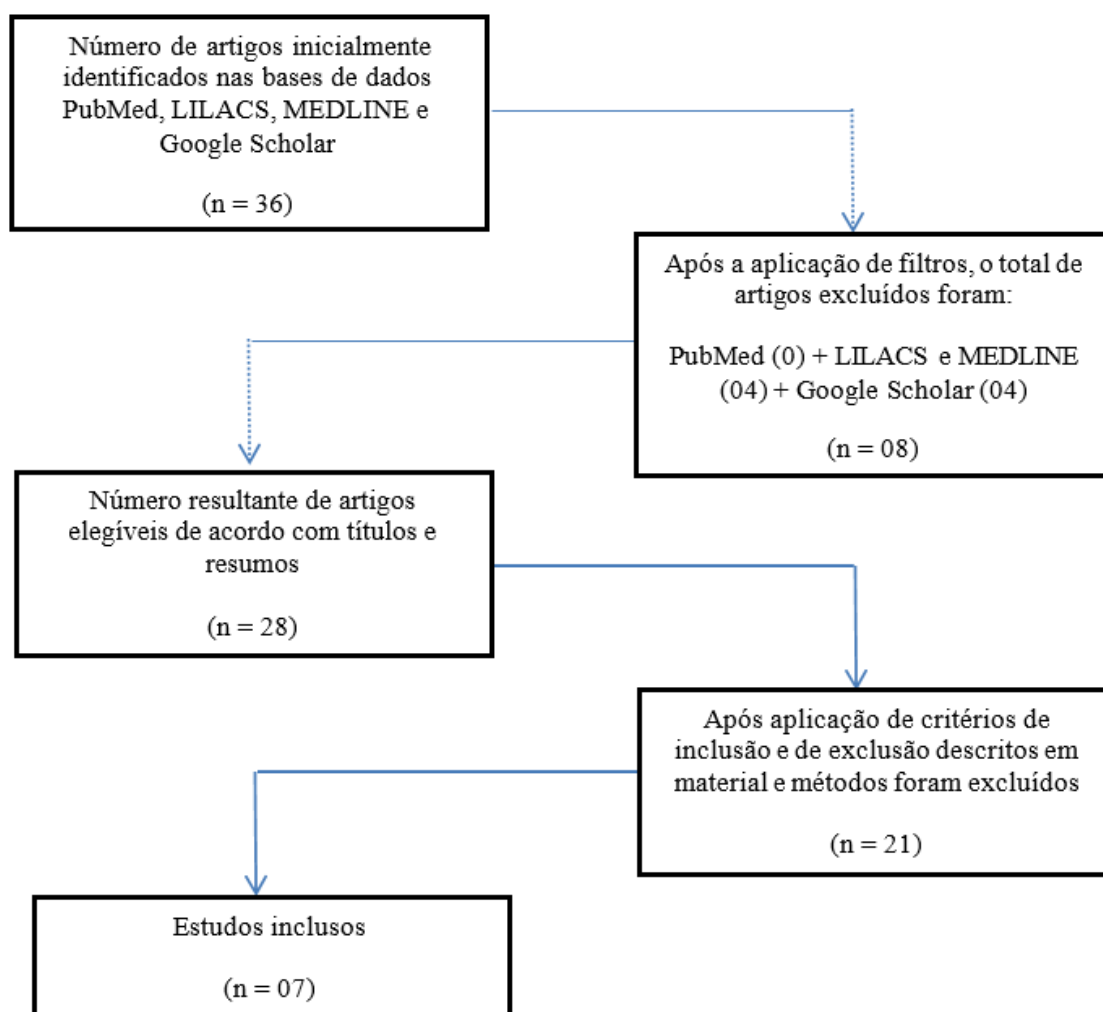 Número de artigos inicialmente
identificados nas bases de dados
PubMed, LILACS, MEDLINE e
Google Scholar
(n = 36)
Após a aplicação de filtros, o total de
artigos excluídos foram:
PubMed (0) + LILACS e MEDLINE
(04) + Google Scholar (04)
(n = 08)
Número resultante de artigos
elegíveis de acordo com títulos e
resumos
(n = 28)
Após aplicação de critérios de
inclusão e de exclusão descritos em
material e métodos foram excluídos
(n = 21)
Estudos inclusos
(n = 07)